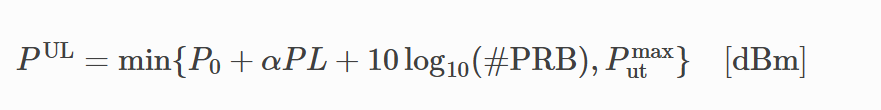 P^UL = min{P_0 + αPL + 10 log_10(#PRB), P_ut^max} [dBm]